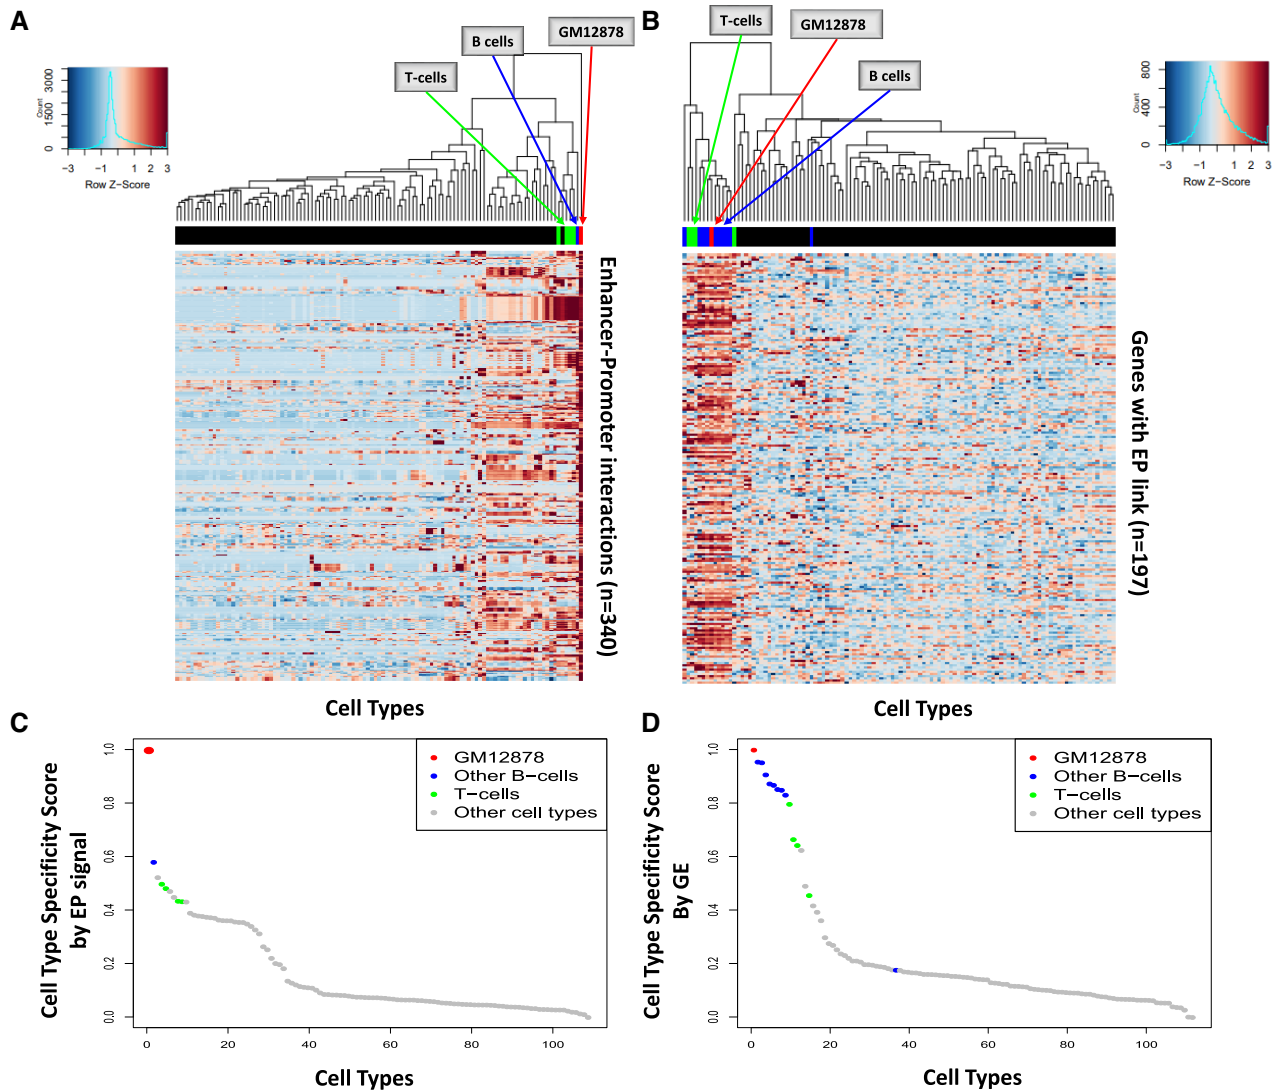 A
B
GM12878
B cells
T-cells
T-cells
GM12878
B cells
Count
0 1500 3000
-3 -1 0 1 2 3
Row Z-Score
Count
0 400 800
-3 -1 0 1 2 3
Row Z-Score
Enhancer-Promoter interactions (n=340)
Genes with EP link (n=197)
Cell Types
Cell Types
C
D
Cell Type Specificity Score
by EP signal
0.0 0.2 0.4 0.6 0.8 1.0
GM12878
Other B-cells
T-cells
Other cell types
0 20 40 60 80 100
Cell Types
Cell Type Specificity Score
By GE
0.0 0.2 0.4 0.6 0.8 1.0
GM12878
Other B-cells
T-cells
Other cell types
0 20 40 60 80 100
Cell Types